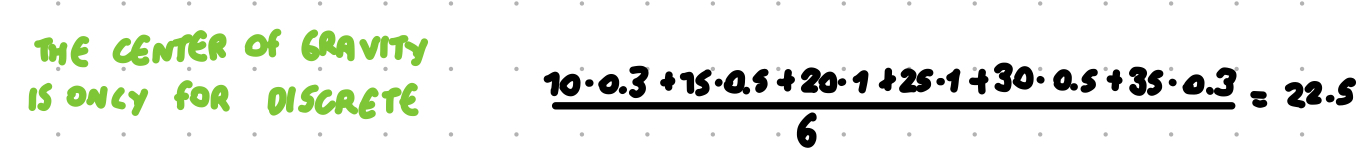 THE CENTER OF GRAVITY
IS ONLY FOR DISCRETE
10·0.3 + 15·0.5 + 20·1 + 25·1 + 30·0.5 + 35·0.3
6
= 22.5